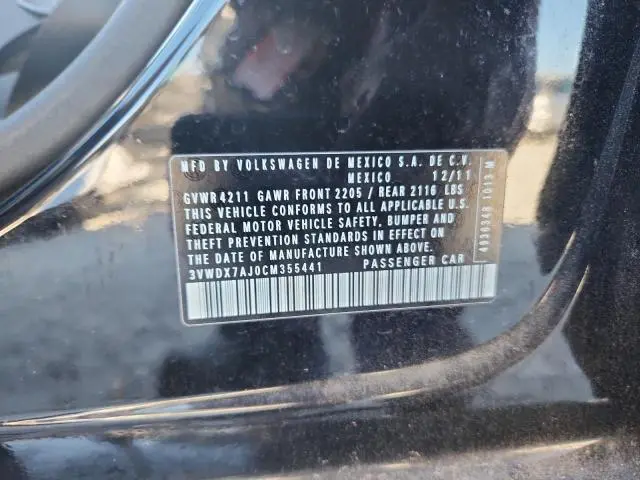 MFD BY VOLKSWAGEN DE MEXICO S.A. DE C.V.
MEXICO 12/11
GVWR 4211 GAWR FRONT 2205 / REAR 2116 LBS
THIS VEHICLE CONFORMS TO ALL APPLICABLE U.S.
FEDERAL MOTOR VEHICLE SAFETY, BUMPER AND
THEFT PREVENTION STANDARDS IN EFFECT ON
THE DATE OF MANUFACTURE SHOWN ABOVE.
3VWDX7AJ0CM355441 PASSENGER CAR
4936348 1013 M